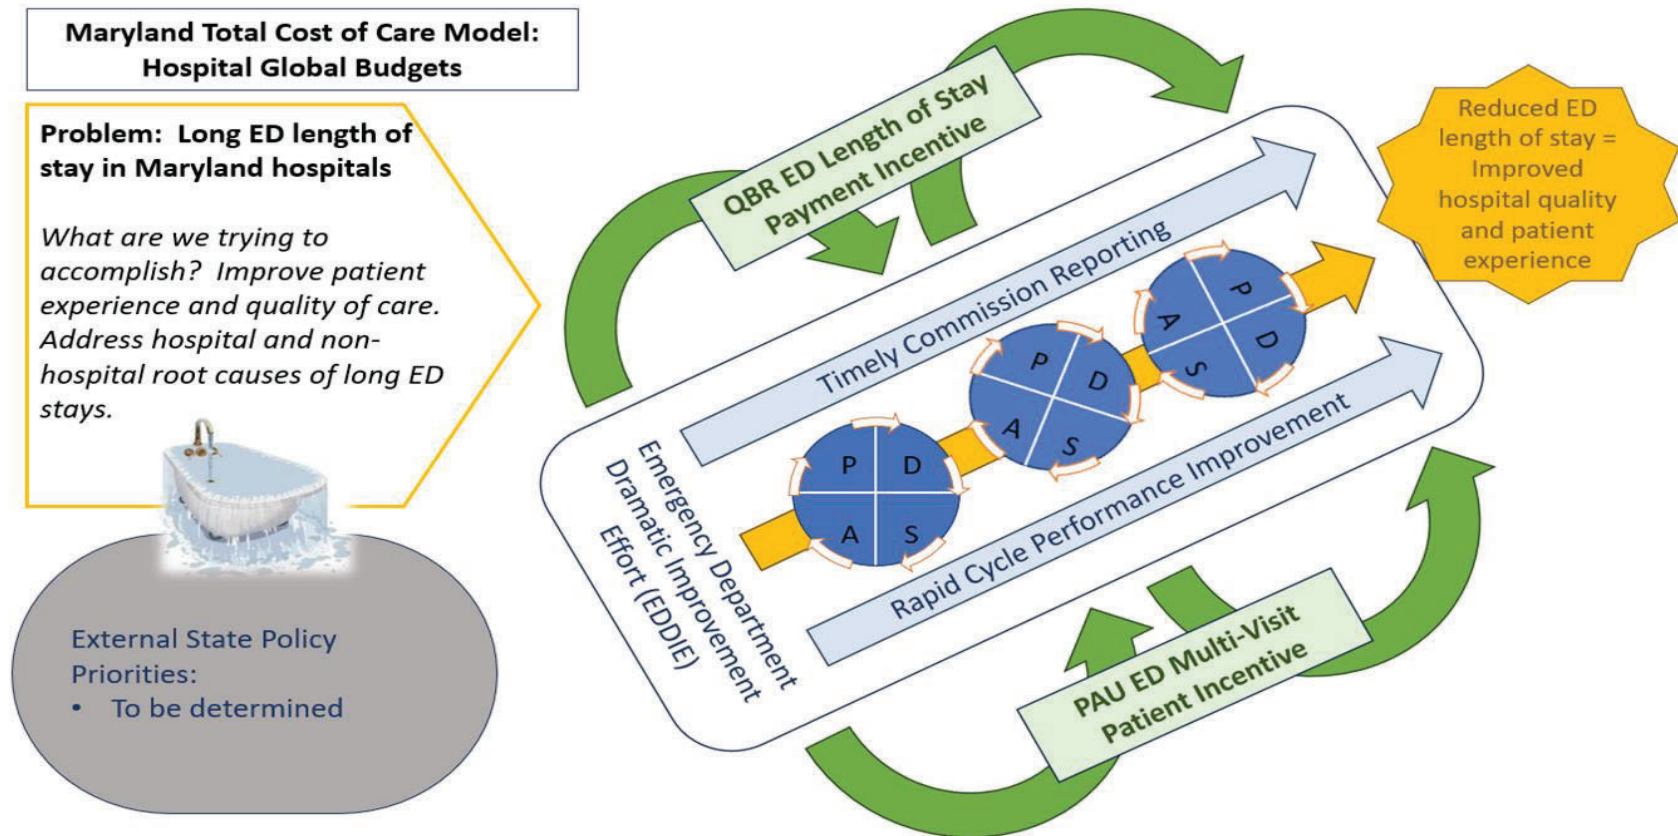 Maryland Total Cost of Care Model:
Hospital Global Budgets
Problem:  Long ED length of
stay in Maryland hospitals
What are we trying to
accomplish?  Improve patient
experience and quality of care.
Address hospital and non-
hospital root causes of long ED
stays.
External State Policy
Priorities:
• To be determined
QBR ED Length of Stay
Payment Incentive
Timely Commission Reporting
Emergency Department
Dramatic Improvement
Effort (EDDIE)
P D
A S
P D
A S
P D
A S
Rapid Cycle Performance Improvement
PAU ED Multi-Visit
Patient Incentive
Reduced ED
length of stay =
Improved
hospital quality
and patient
experience